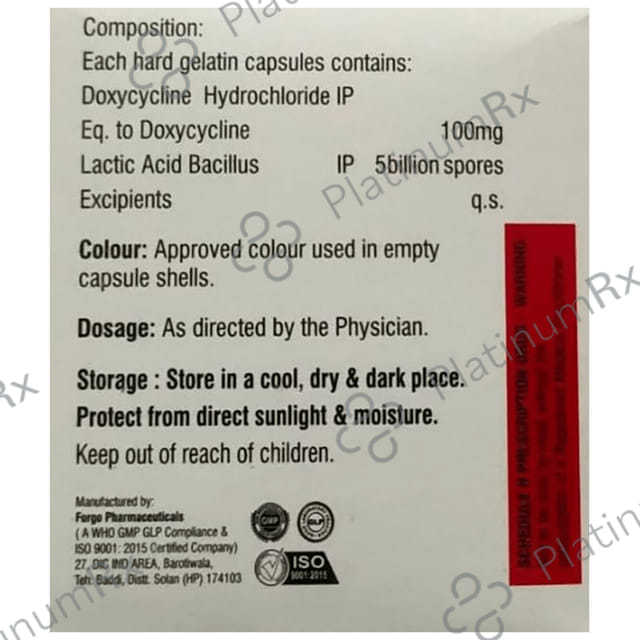 Composition:
Each hard gelatin capsules contains:
Doxycycline Hydrochloride IP
Eq. to Doxycycline 100mg
Lactic Acid Bacillus IP 5billion spores
Excipients q.s.
Colour: Approved colour used in empty
capsule shells.
Dosage: As directed by the Physician.
Storage : Store in a cool, dry & dark place.
Protect from direct sunlight & moisture.
Keep out of reach of children.
Manufactured by:
Forgo Pharmaceuticals
( A WHO GMP GLP Compliance &
ISO 9001: 2015 Certified Company)
27, DIC IND AREA, Barotiwala,
Teh: Baddi, Distt. Solan (HP) 174103
GMP
GLP
ISO
9001:2015
SCHEDULE H PRESCRIPTION DRUG WARNING
PlatinumRx
PlatinumRx
PlatinumRx